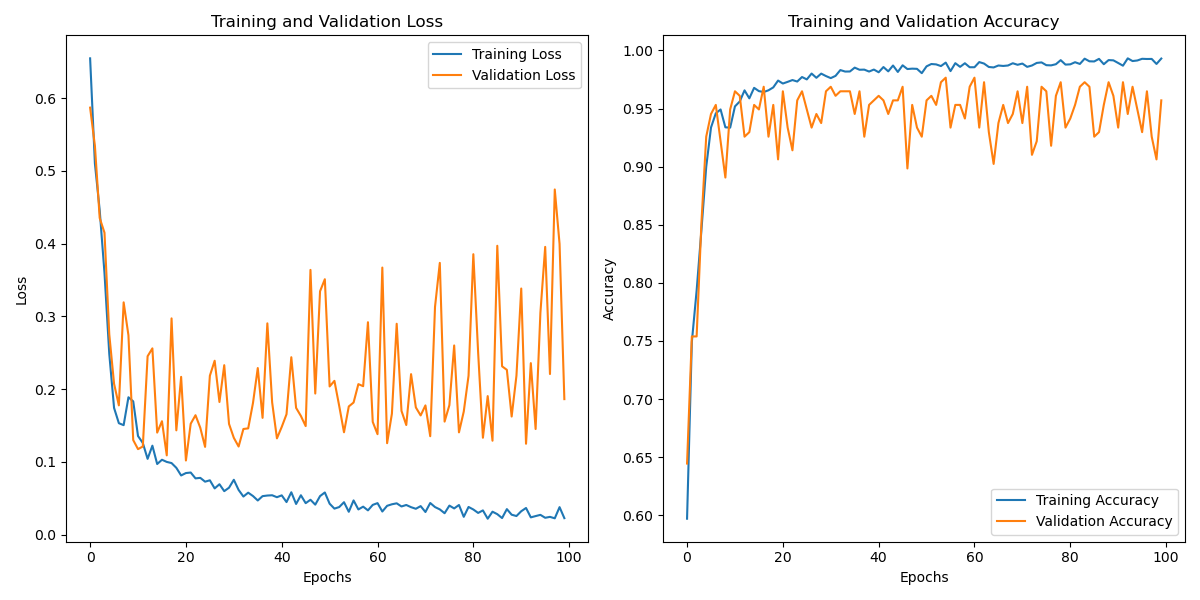 Training and Validation Loss
Training Loss
Validation Loss
0.6
0.5
0.4
0.3
0.2
0.1
0.0
Loss
0 20 40 60 80 100
Epochs
Training and Validation Accuracy
1.00
0.95
0.90
0.85
0.80
0.75
0.70
0.65
0.60
Accuracy
Training Accuracy
Validation Accuracy
0 20 40 60 80 100
Epochs